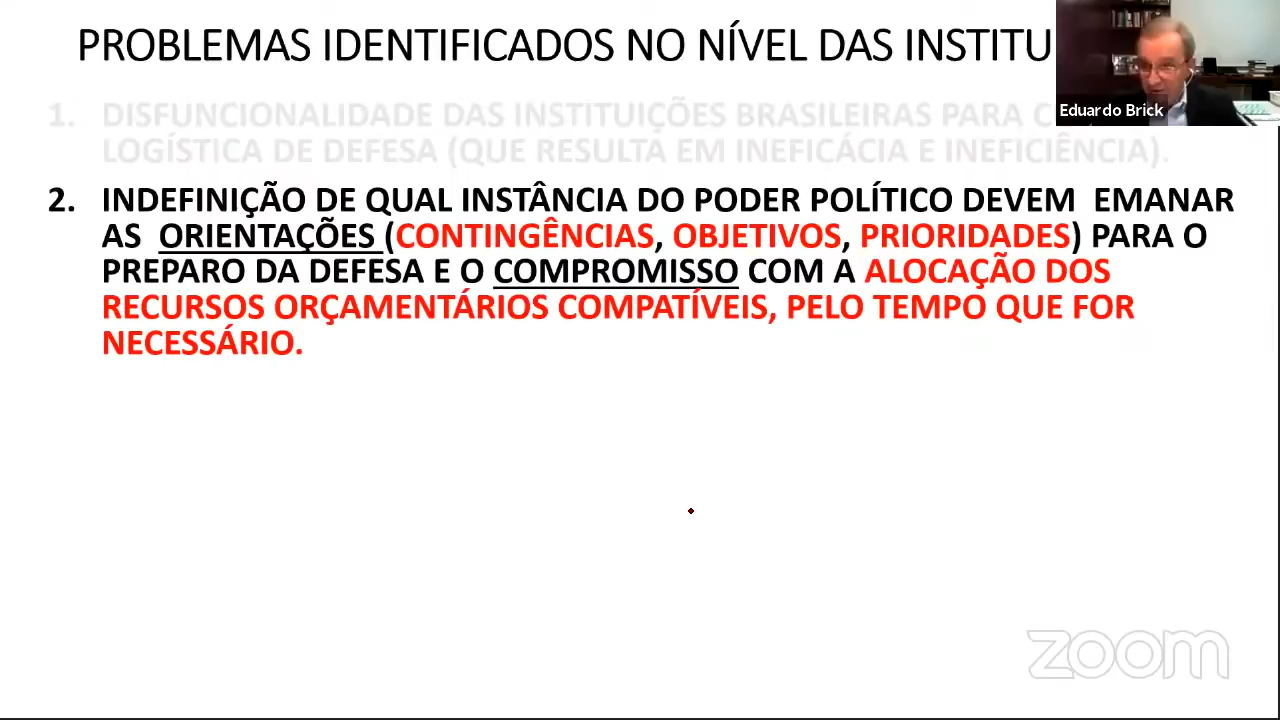 PROBLEMAS IDENTIFICADOS NO NÍVEL DAS INSTITU
Eduardo Brick
1. DISFUNCIONALIDADE DAS INSTITUIÇÕES BRASILEIRAS PARA
LOGÍSTICA DE DEFESA (QUE RESULTA EM INEFICÁCIA E INEFICIÊNCIA).
2. INDEFINIÇÃO DE QUAL INSTÂNCIA DO PODER POLÍTICO DEVEM EMANAR
AS ORIENTAÇÕES (CONTINGÊNCIAS, OBJETIVOS, PRIORIDADES) PARA O
PREPARO DA DEFESA E O COMPROMISSO COM A ALOCAÇÃO DOS
RECURSOS ORÇAMENTÁRIOS COMPATÍVEIS, PELO TEMPO QUE FOR
NECESSÁRIO.
zoom